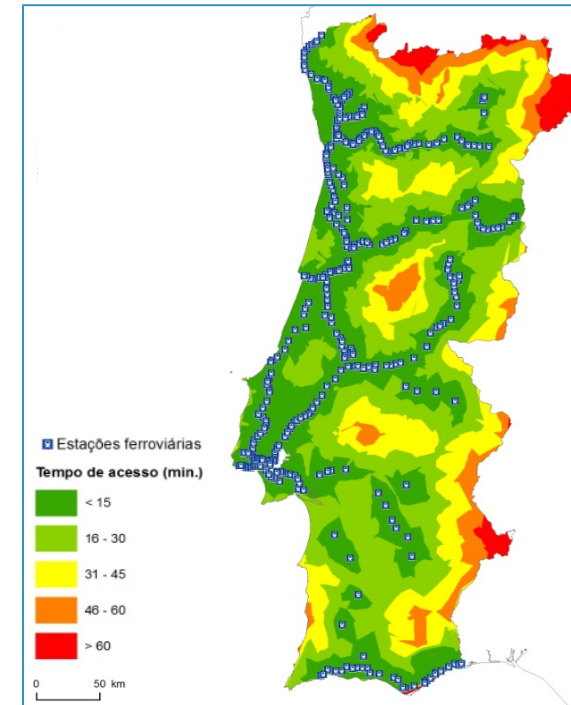 Estações ferroviárias
Tempo de acesso (min.)
< 15
16 - 30
31 - 45
46 - 60
> 60
0 50 km